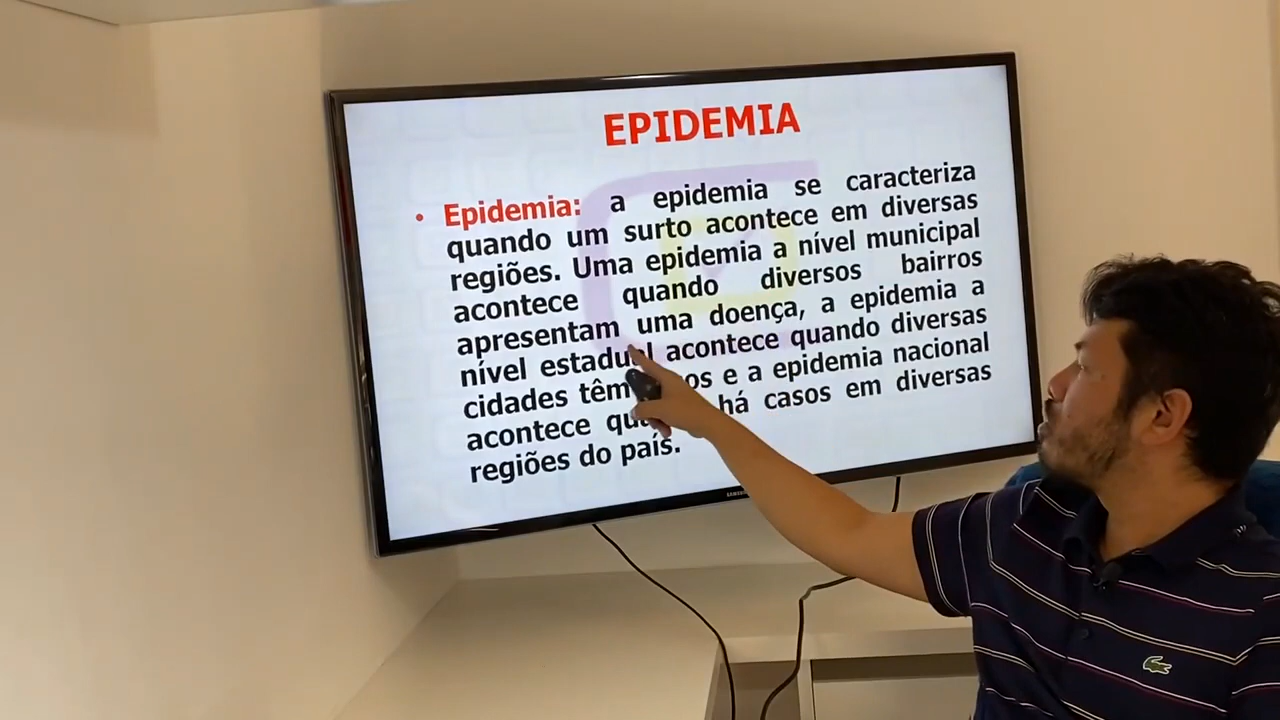 EPIDEMIA
• Epidemia: a epidemia se caracteriza
quando um surto acontece em diversas
regiões. Uma epidemia a nível municipal
acontece quando diversos bairros
apresentam uma doença, a epidemia a
nível estadual acontece quando diversas
cidades têm e a epidemia nacional
acontece há casos em diversas
regiões do país.
SAMSUNG